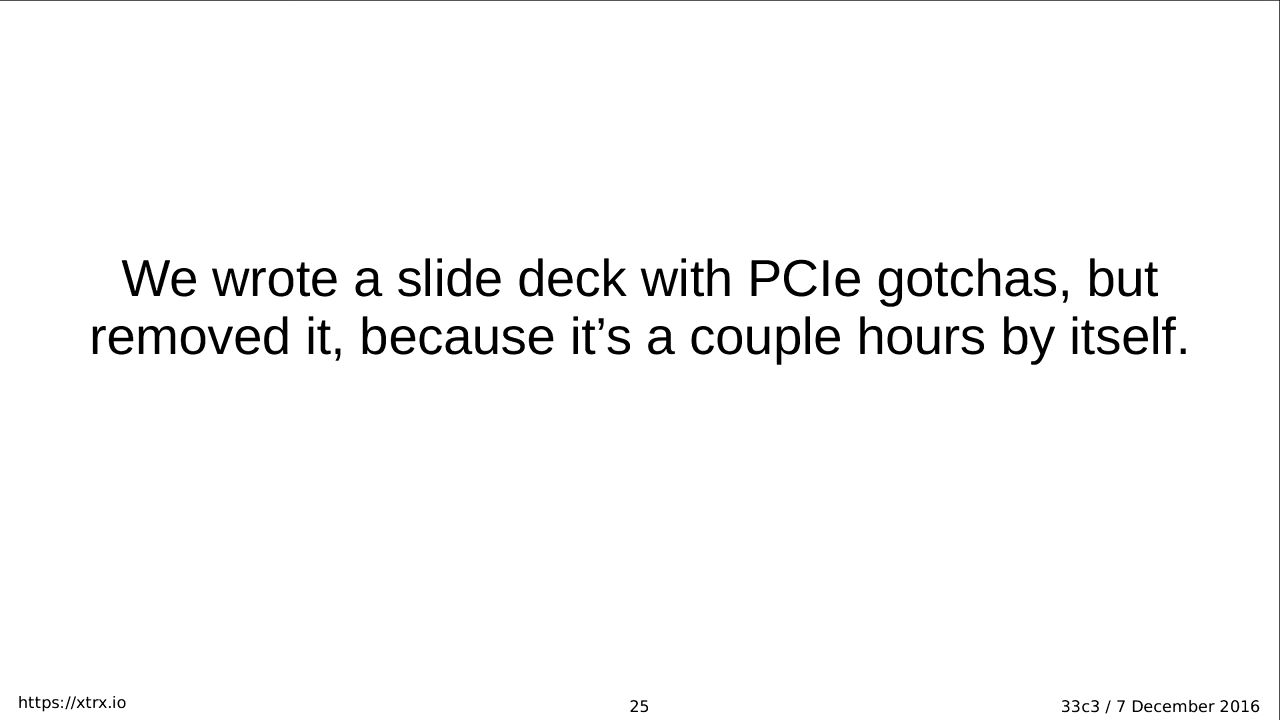 We wrote a slide deck with PCIe gotchas, but
removed it, because it’s a couple hours by itself.
https://xtrx.io
25
33c3 / 7 December 2016